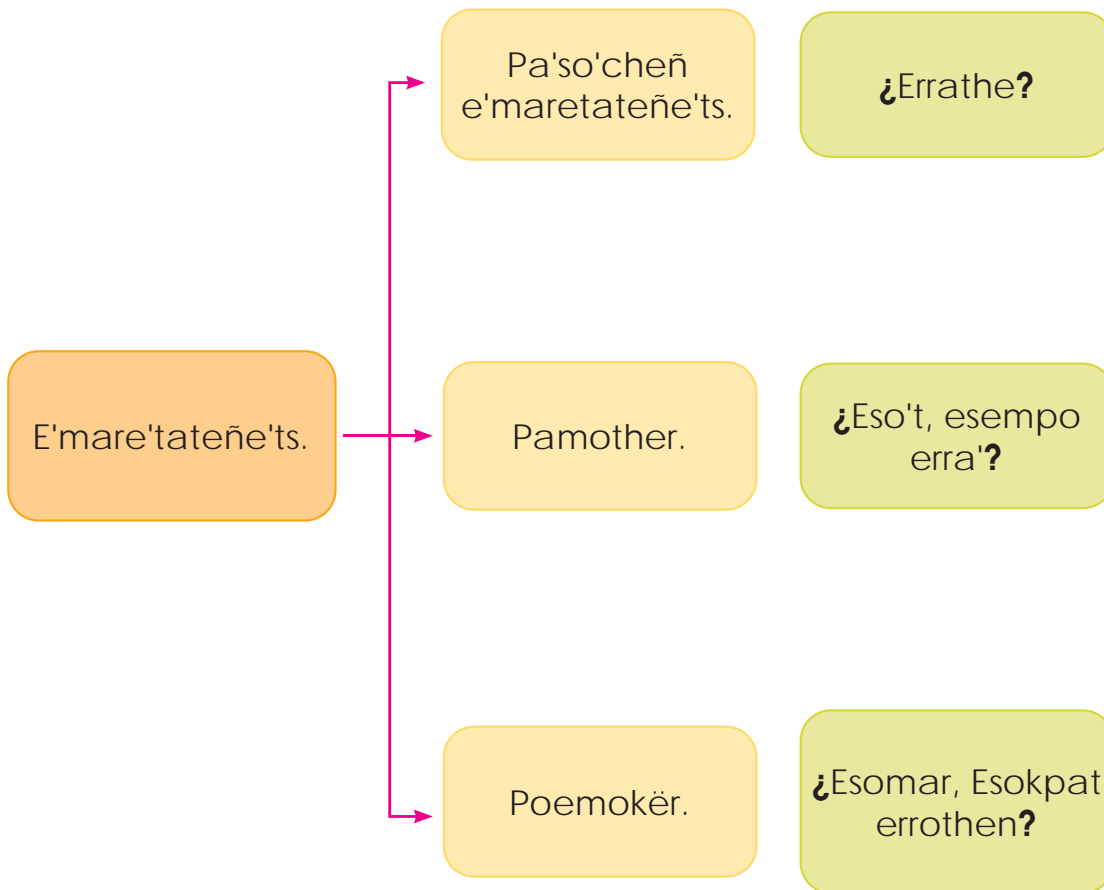 Pa'so'cheñ
e'maretateñe'ts.
¿Errathe?
E'mare'tateñe'ts.
Pamother.
¿Eso't, esempo
erra'?
Poemokër.
¿Esomar, Esokpat
errothen?